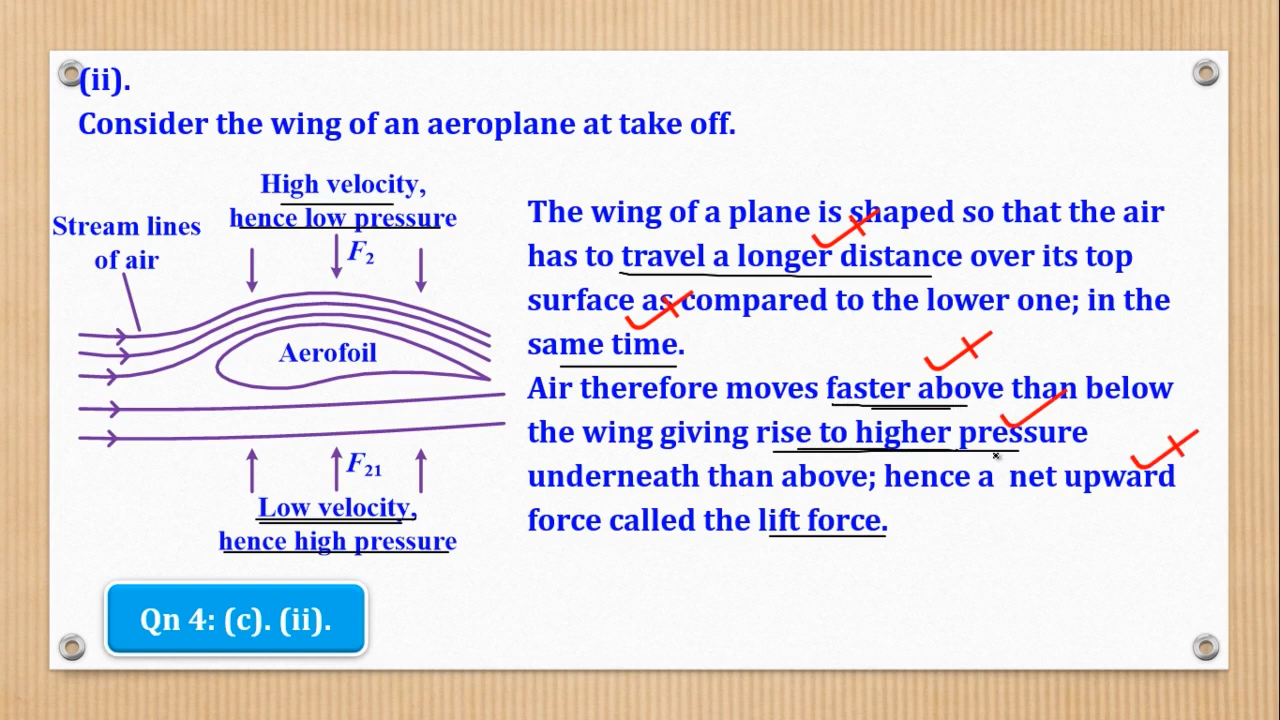 (ii).
Consider the wing of an aeroplane at take off.
High velocity,
hence low pressure
Stream lines
of air
F2
Aerofoil
F21
Low velocity,
hence high pressure
The wing of a plane is shaped so that the air
has to travel a longer distance over its top
surface as compared to the lower one; in the
same time.
Air therefore moves faster above than below
the wing giving rise to higher pressure
underneath than above; hence a net upward
force called the lift force.
Qn 4: (c). (ii).